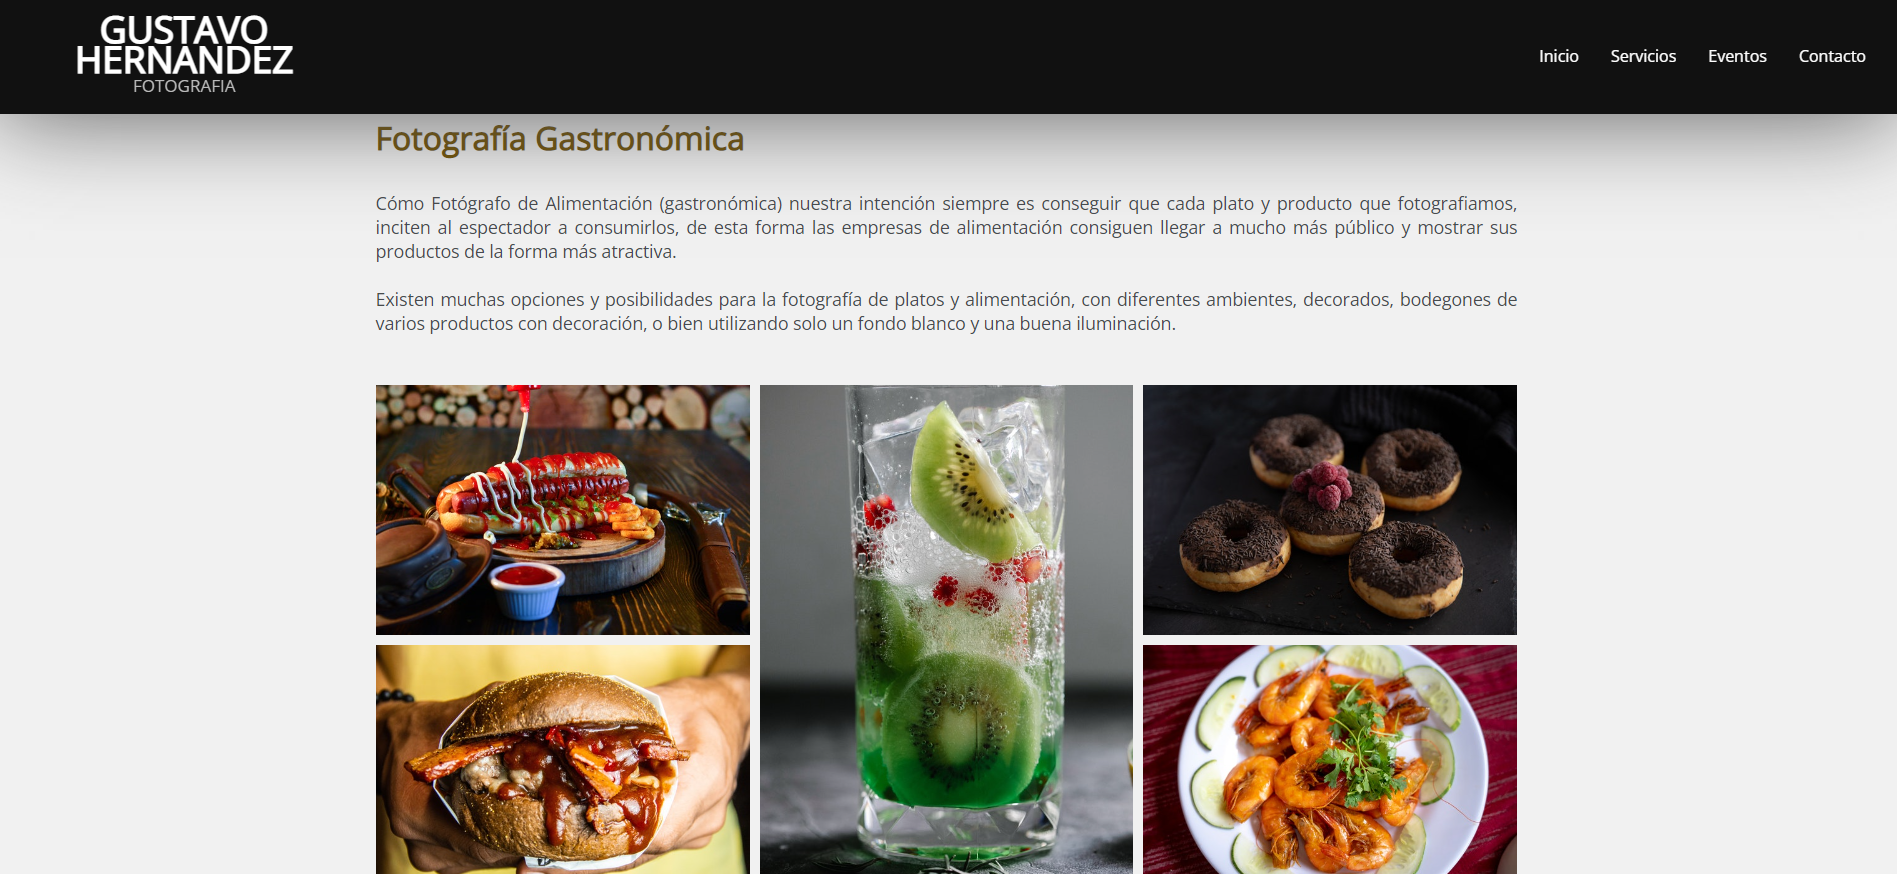 GUSTAVO
HERNANDEZ
FOTOGRAFIA
Inicio Servicios Eventos Contacto
Fotografía Gastronómica
Cómo Fotógrafo de Alimentación (gastronómica) nuestra intención siempre es conseguir que cada plato y producto que fotografiamos,
inciten al espectador a consumirlos, de esta forma las empresas de alimentación consiguen llegar a mucho más público y mostrar sus
productos de la forma más atractiva.
Existen muchas opciones y posibilidades para la fotografía de platos y alimentación, con diferentes ambientes, decorados, bodegones de
varios productos con decoración, o bien utilizando solo un fondo blanco y una buena iluminación.